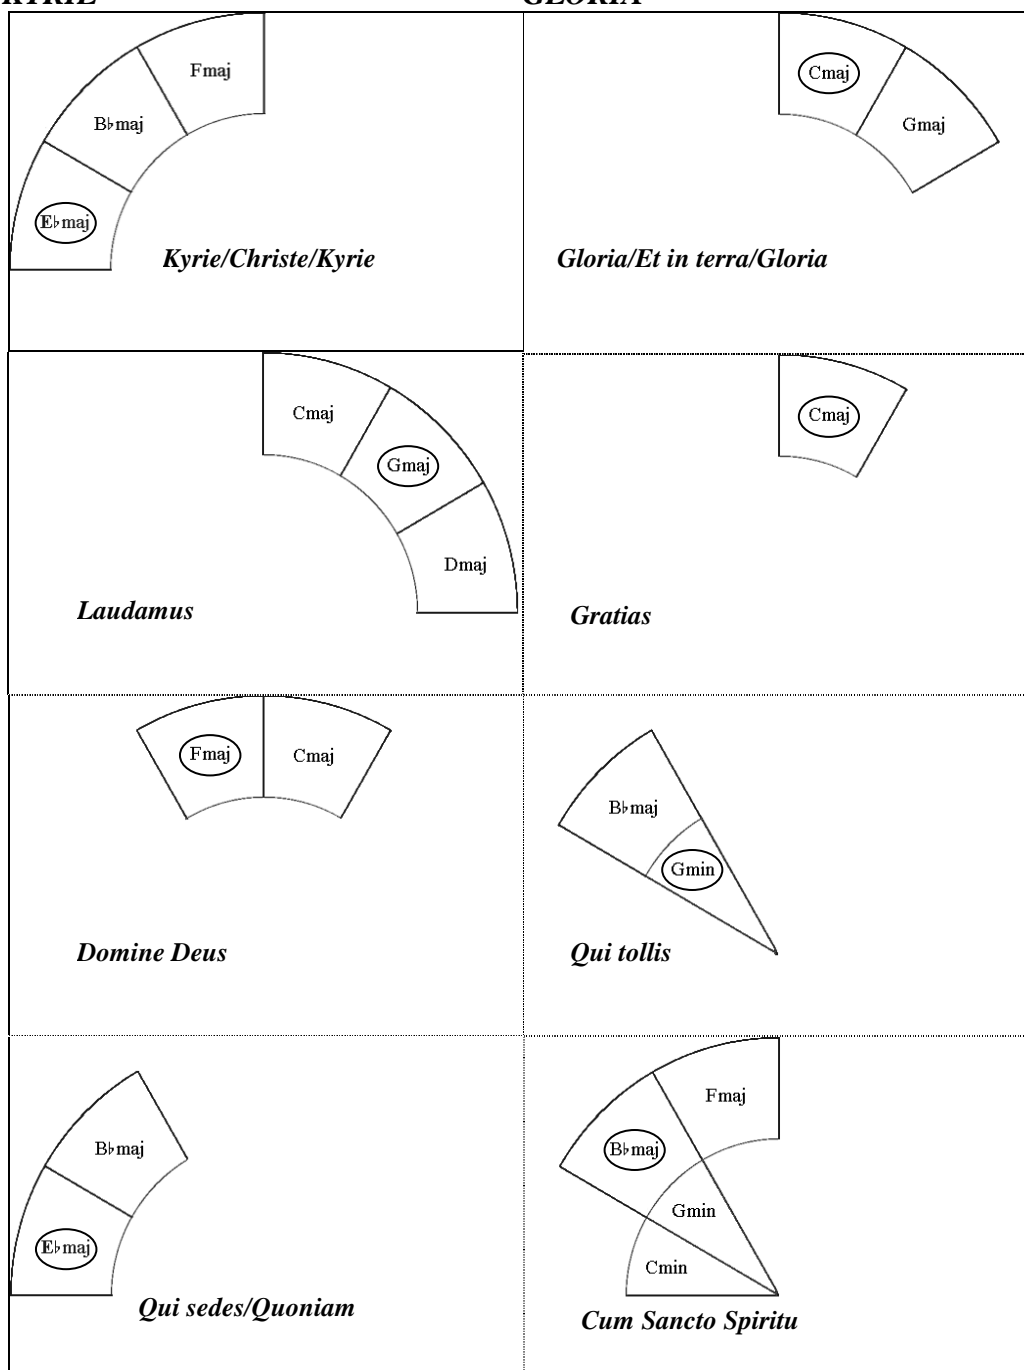 KYRIE GLORIA
Fmaj
B♭maj
E♭maj
Kyrie/Christe/Kyrie
Cmaj
Gmaj
Gloria/Et in terra/Gloria
Cmaj
Gmaj
Dmaj
Laudamus
Cmaj
Gratias
Fmaj Cmaj
Domine Deus
B♭maj
Gmin
Qui tollis
B♭maj
E♭maj
Qui sedes/Quoniam
Fmaj
B♭maj
Gmin
Cmin
Cum Sancto Spiritu